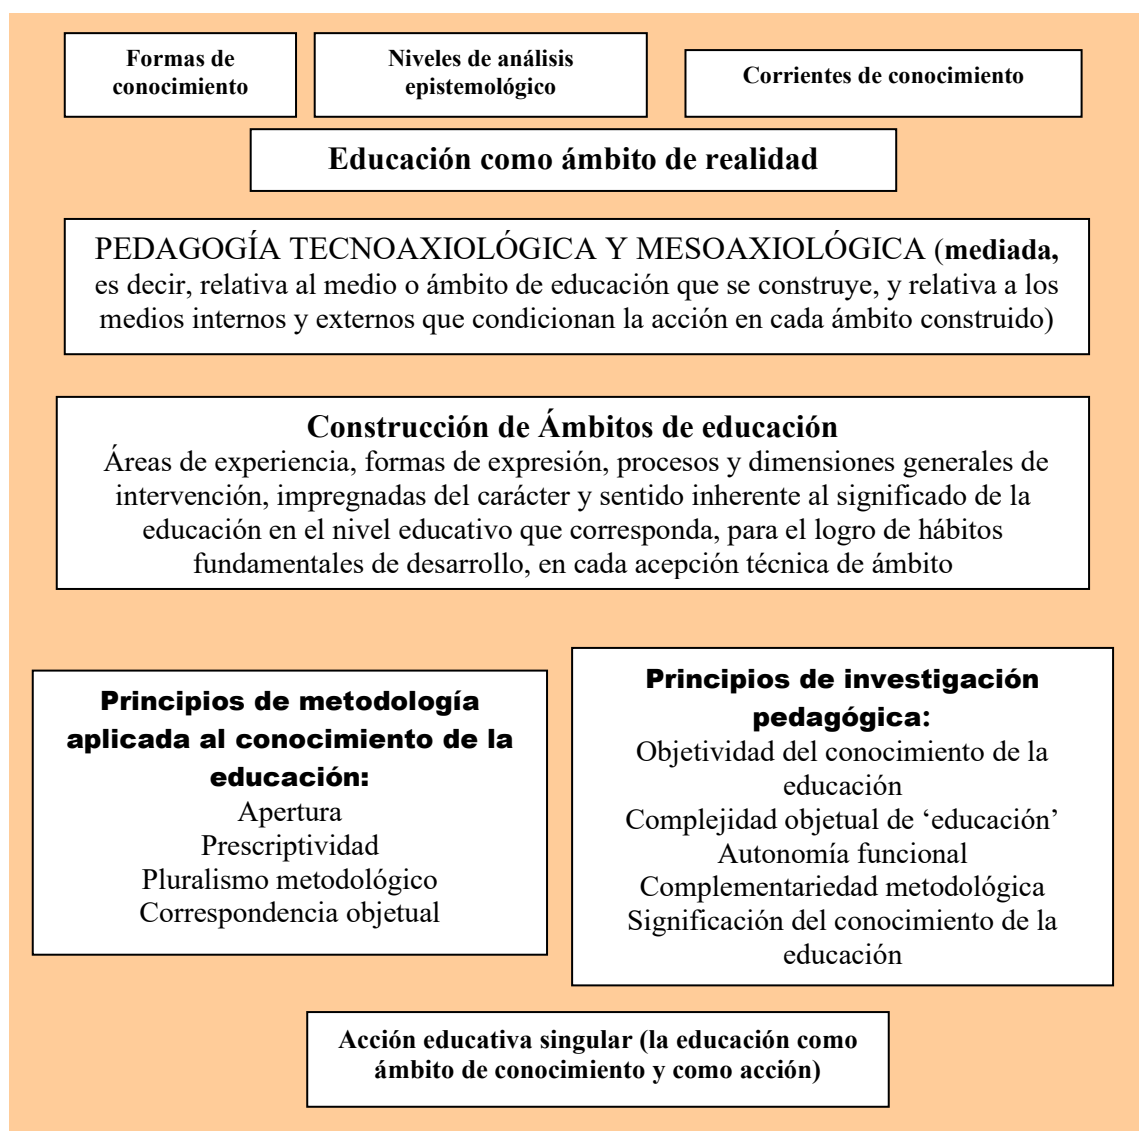 Formas de
conocimiento
Niveles de análisis
epistemológico
Corrientes de conocimiento
Educación como ámbito de realidad
PEDAGOGÍA TECNOAXIOLÓGICA Y MESOAXIOLÓGICA (mediada,
es decir, relativa al medio o ámbito de educación que se construye, y relativa a los
medios internos y externos que condicionan la acción en cada ámbito construido)
Construcción de Ámbitos de educación
Áreas de experiencia, formas de expresión, procesos y dimensiones generales de
intervención, impregnadas del carácter y sentido inherente al significado de la
educación en el nivel educativo que corresponda, para el logro de hábitos
fundamentales de desarrollo, en cada acepción técnica de ámbito
Principios de metodología
aplicada al conocimiento de la
educación:
Apertura
Prescriptividad
Pluralismo metodológico
Correspondencia objetual
Principios de investigación
pedagógica:
Objetividad del conocimiento de la
educación
Complejidad objetual de ‘educación’
Autonomía funcional
Complementariedad metodológica
Significación del conocimiento de la
educación
Acción educativa singular (la educación como
ámbito de conocimiento y como acción)